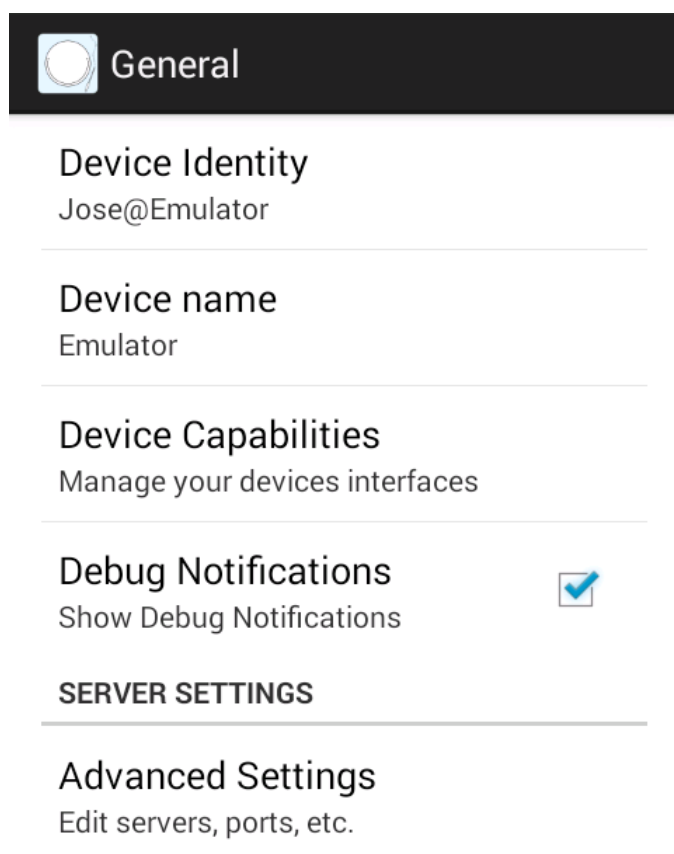 General
Device Identity
Jose@Emulator
Device name
Emulator
Device Capabilities
Manage your devices interfaces
Debug Notifications
Show Debug Notifications
SERVER SETTINGS
Advanced Settings
Edit servers, ports, etc.